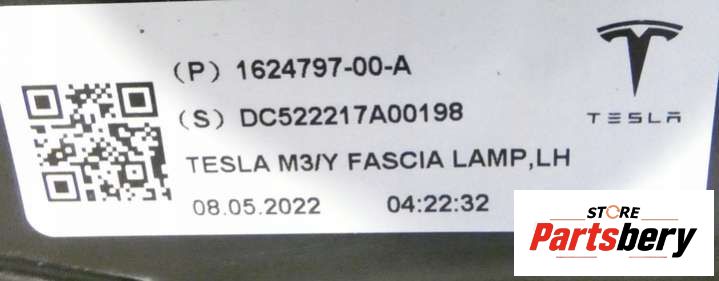 (P) 1624797-00-A
(S) DC522217A00198
TESLA M3/Y FASCIA LAMP,LH
08.05.2022 04:22:32
TESLA
STORE
Partsbery